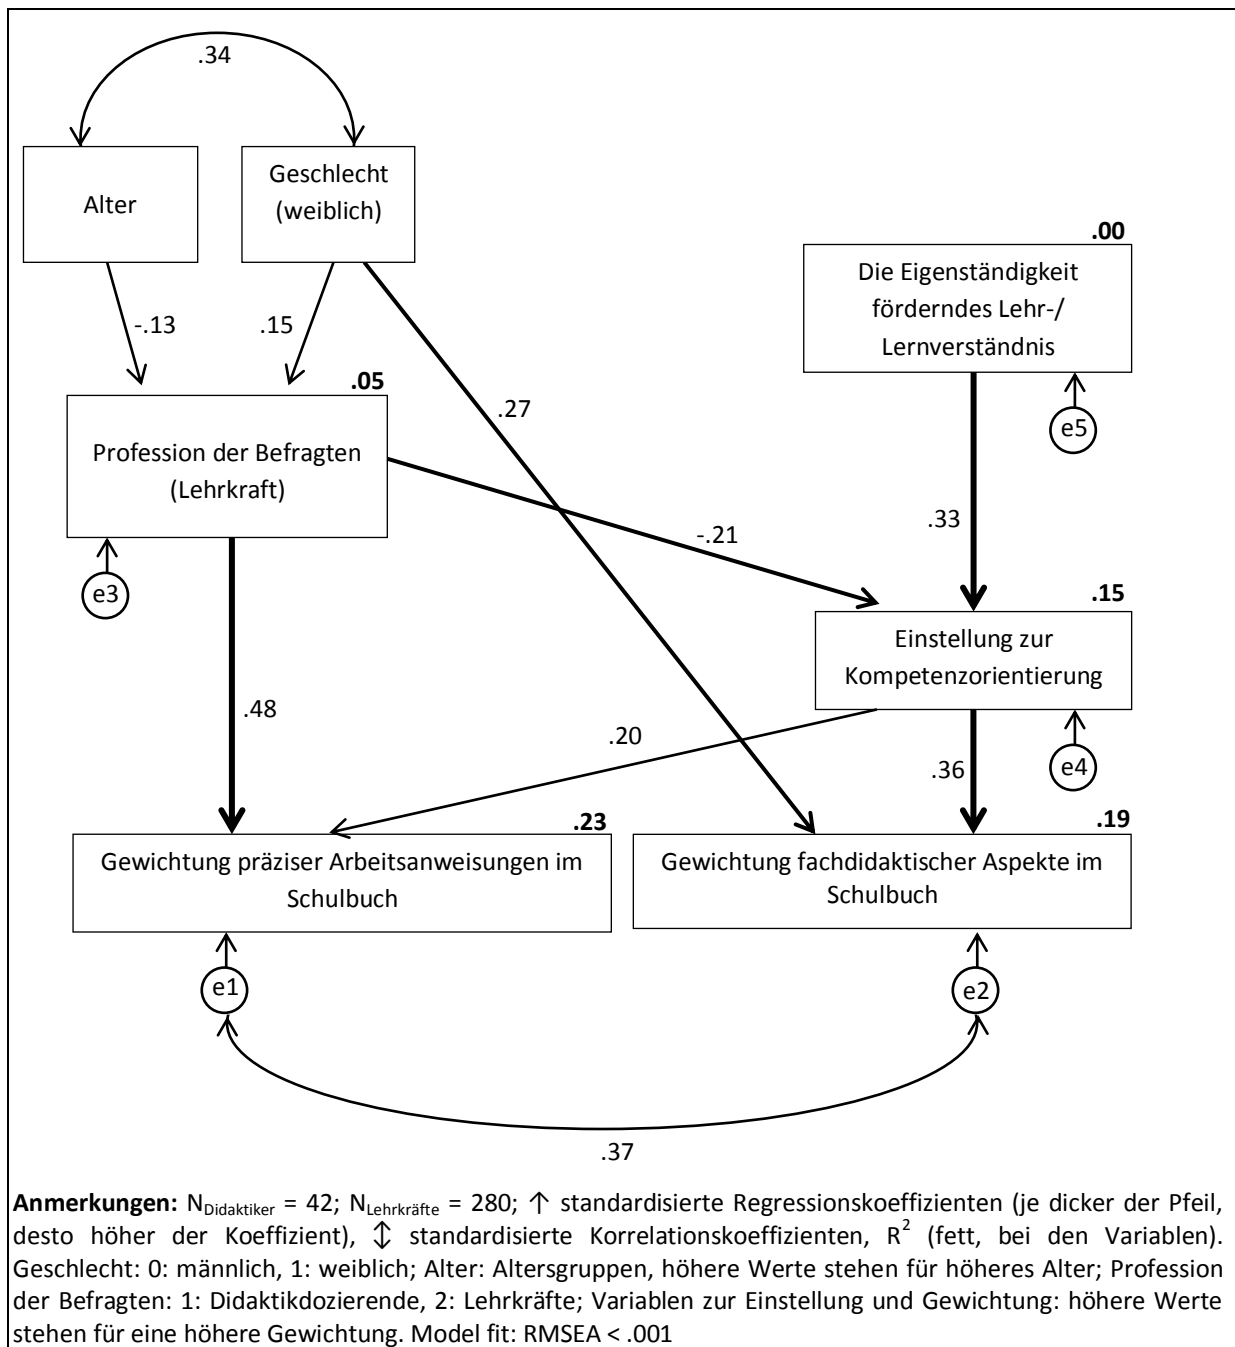 .34
Alter
Geschlecht
(weiblich)
.00
Die Eigenständigkeit
förderndes Lehr-/
Lernverständnis
-.13
.15
.05
.27
e5
Profession der Befragten
(Lehrkraft)
.33
-.21
e3
.15
Einstellung zur
Kompetenzorientierung
.48
.20
.36
e4
.23
.19
Gewichtung präziser Arbeitsanweisungen im
Schulbuch
Gewichtung fachdidaktischer Aspekte im
Schulbuch
e1
e2
.37
Anmerkungen: N Didaktiker = 42; N Lehrkräfte = 280; ↑ standardisierte Regressionskoeffizienten (je dicker der Pfeil,
desto höher der Koeffizient), ↕ standardisierte Korrelationskoeffizienten, R² (fett, bei den Variablen).
Geschlecht: 0: männlich, 1: weiblich; Alter: Altersgruppen, höhere Werte stehen für höheres Alter; Profession
der Befragten: 1: Didaktikdozierende, 2: Lehrkräfte; Variablen zur Einstellung und Gewichtung: höhere Werte
stehen für eine höhere Gewichtung. Model fit: RMSEA < .001